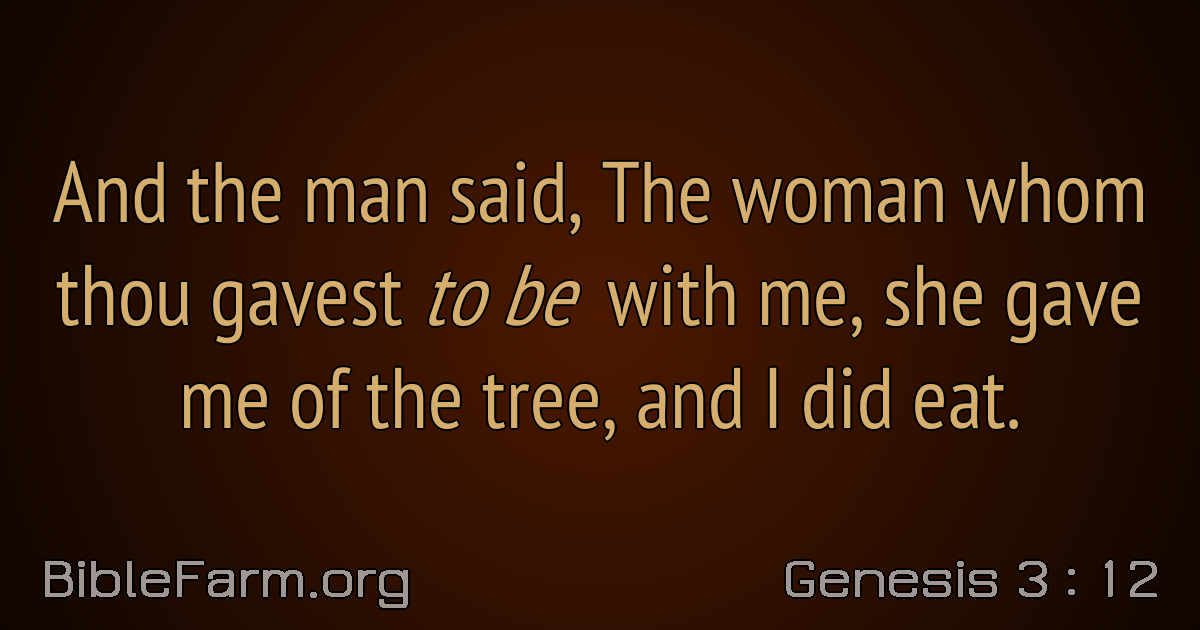 And the man said, The woman whom
thou gavest to be with me, she gave
me of the tree, and I did eat.
BibleFarm.org
Genesis 3 : 12